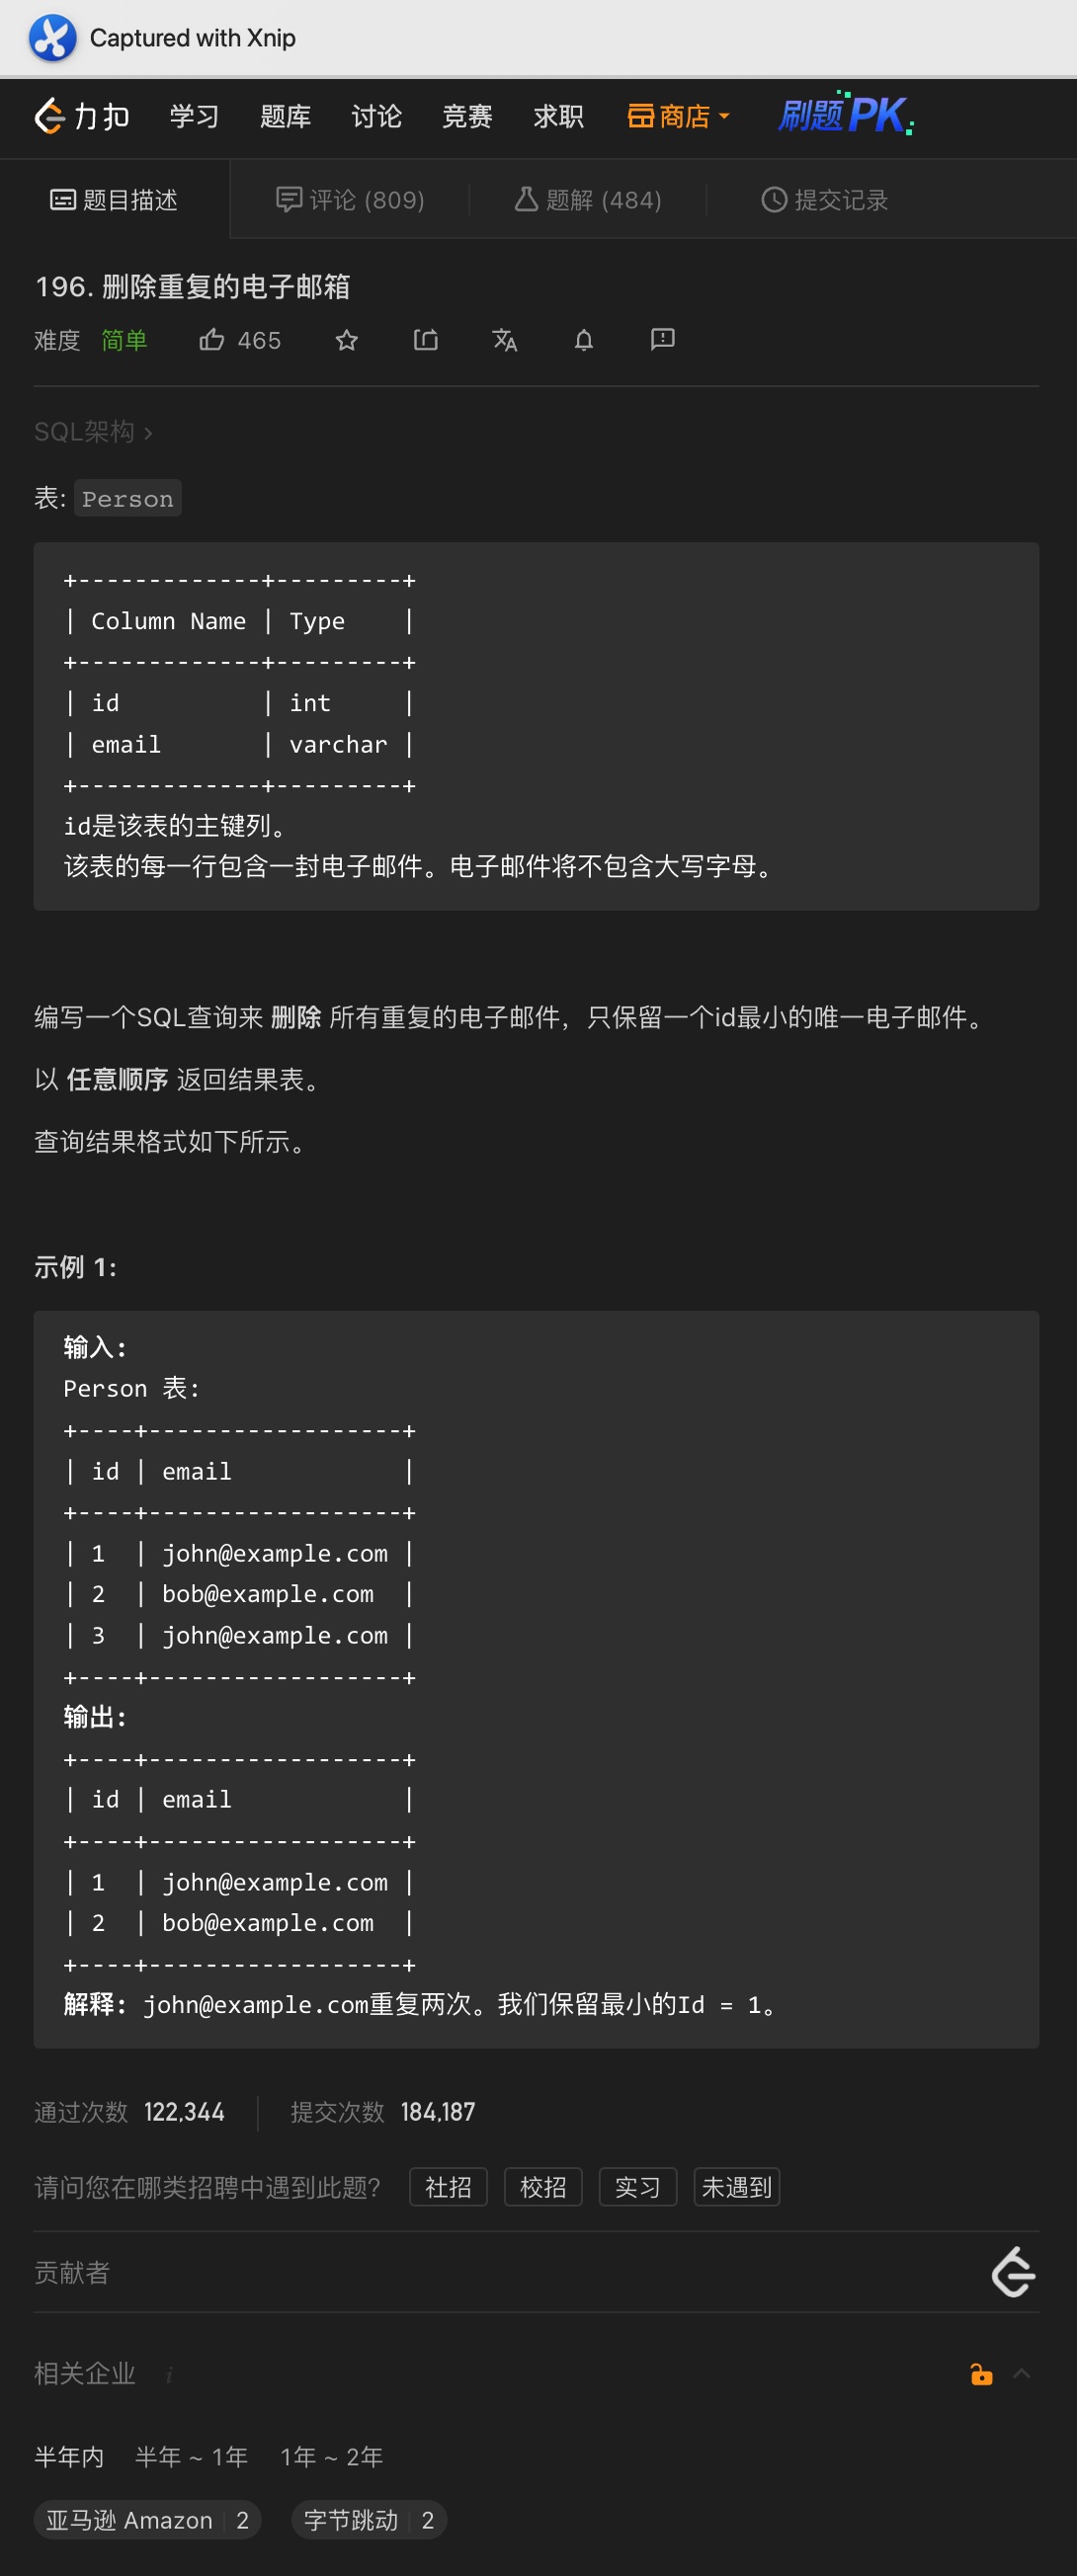 Captured with Xnip
力扣 学习 题库 讨论 竞赛 求职 商店 刷题PK
题目描述 评论 (809) 题解 (484) 提交记录
196. 删除重复的电子邮箱
难度 简单 465
SQL架构 >
表: Person
+-------------+---------+
| Column Name | Type    |
+-------------+---------+
| id          | int     |
| email       | varchar |
+-------------+---------+
id是该表的主键列。
该表的每一行包含一封电子邮件。电子邮件将不包含大写字母。
编写一个SQL查询来 删除 所有重复的电子邮件，只保留一个id最小的唯一电子邮件。
以 任意顺序 返回结果表。
查询结果格式如下所示。
示例 1:
输入:
Person 表:
+----+------------------+
| id | email            |
+----+------------------+
| 1  | john@example.com |
| 2  | bob@example.com  |
| 3  | john@example.com |
+----+------------------+
输出:
+----+------------------+
| id | email            |
+----+------------------+
| 1  | john@example.com |
| 2  | bob@example.com  |
+----+------------------+
解释: john@example.com重复两次。我们保留最小的Id = 1。
通过次数 122,344 提交次数 184,187
请问您在哪类招聘中遇到此题? 社招 校招 实习 未遇到
贡献者
相关企业 i
半年内 半年 ~ 1年 1年 ~ 2年
亚马逊 Amazon 2 字节跳动 2